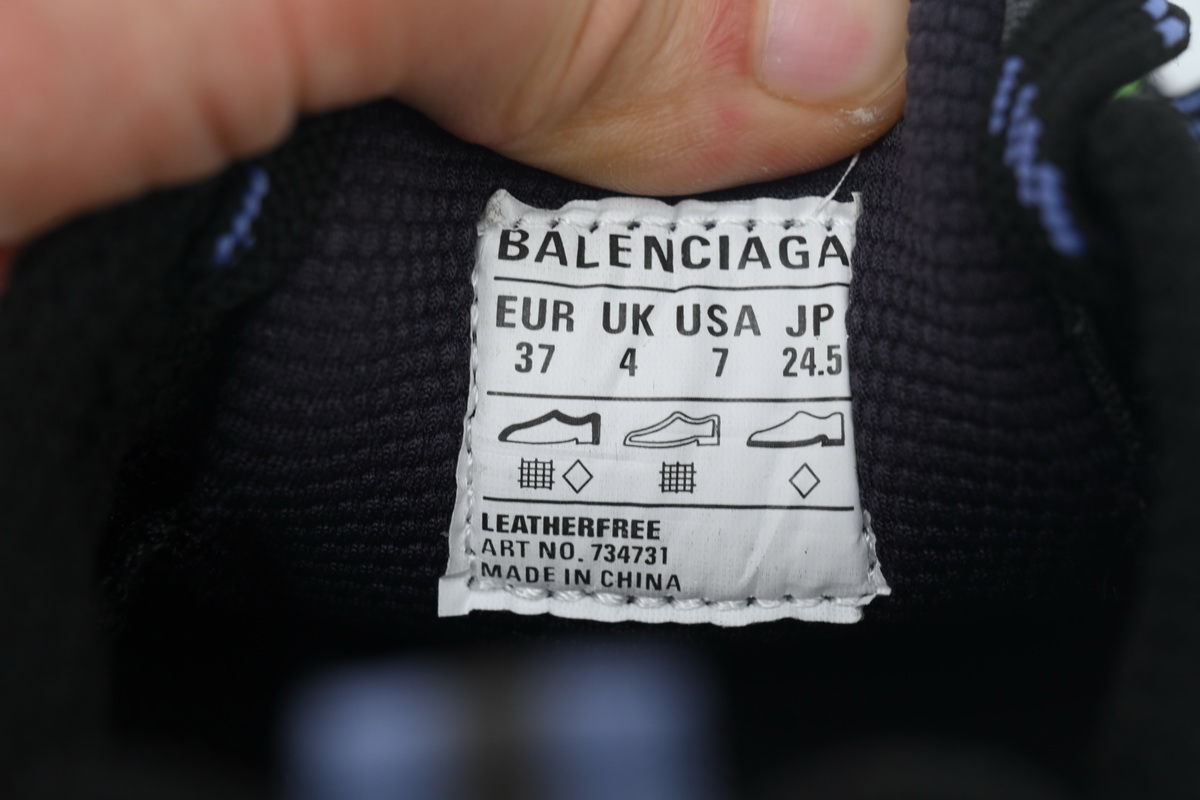 BALENCIAGA
EUR UK USA JP
37 4 7 24.5
LEATHERFREE
ART NO. 734731
MADE IN CHINA